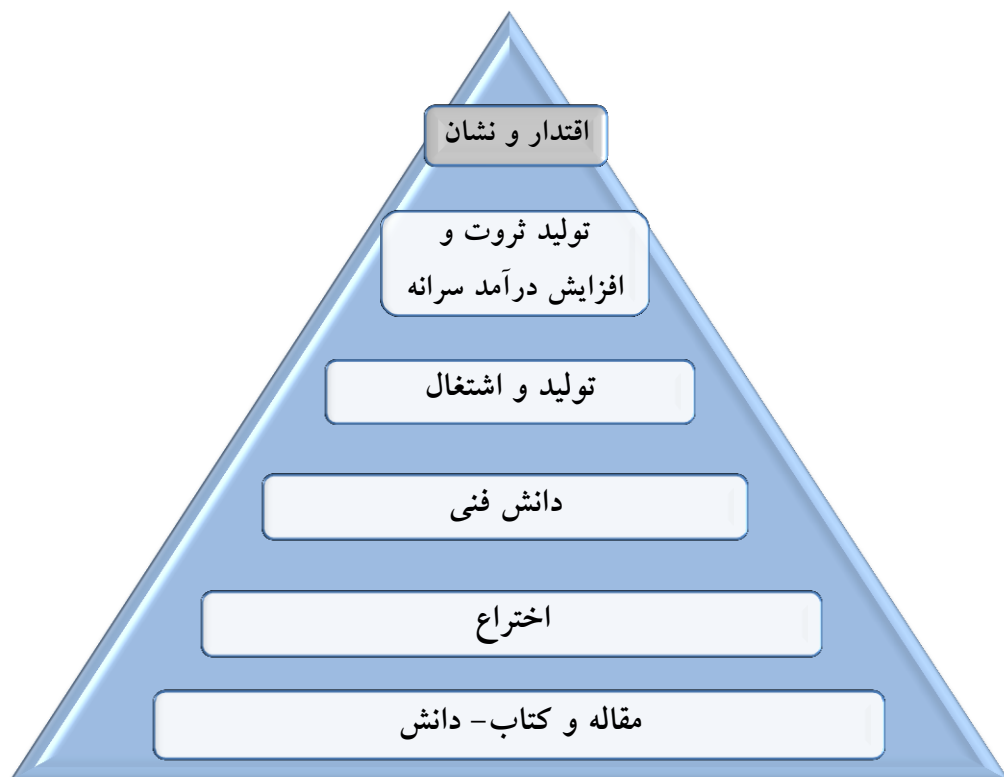 اقتدار و نشان
تولید ثروت و
افزایش درآمد سرانه
تولید و اشتغال
دانش فنی
اختراع
مقاله و کتاب- دانش